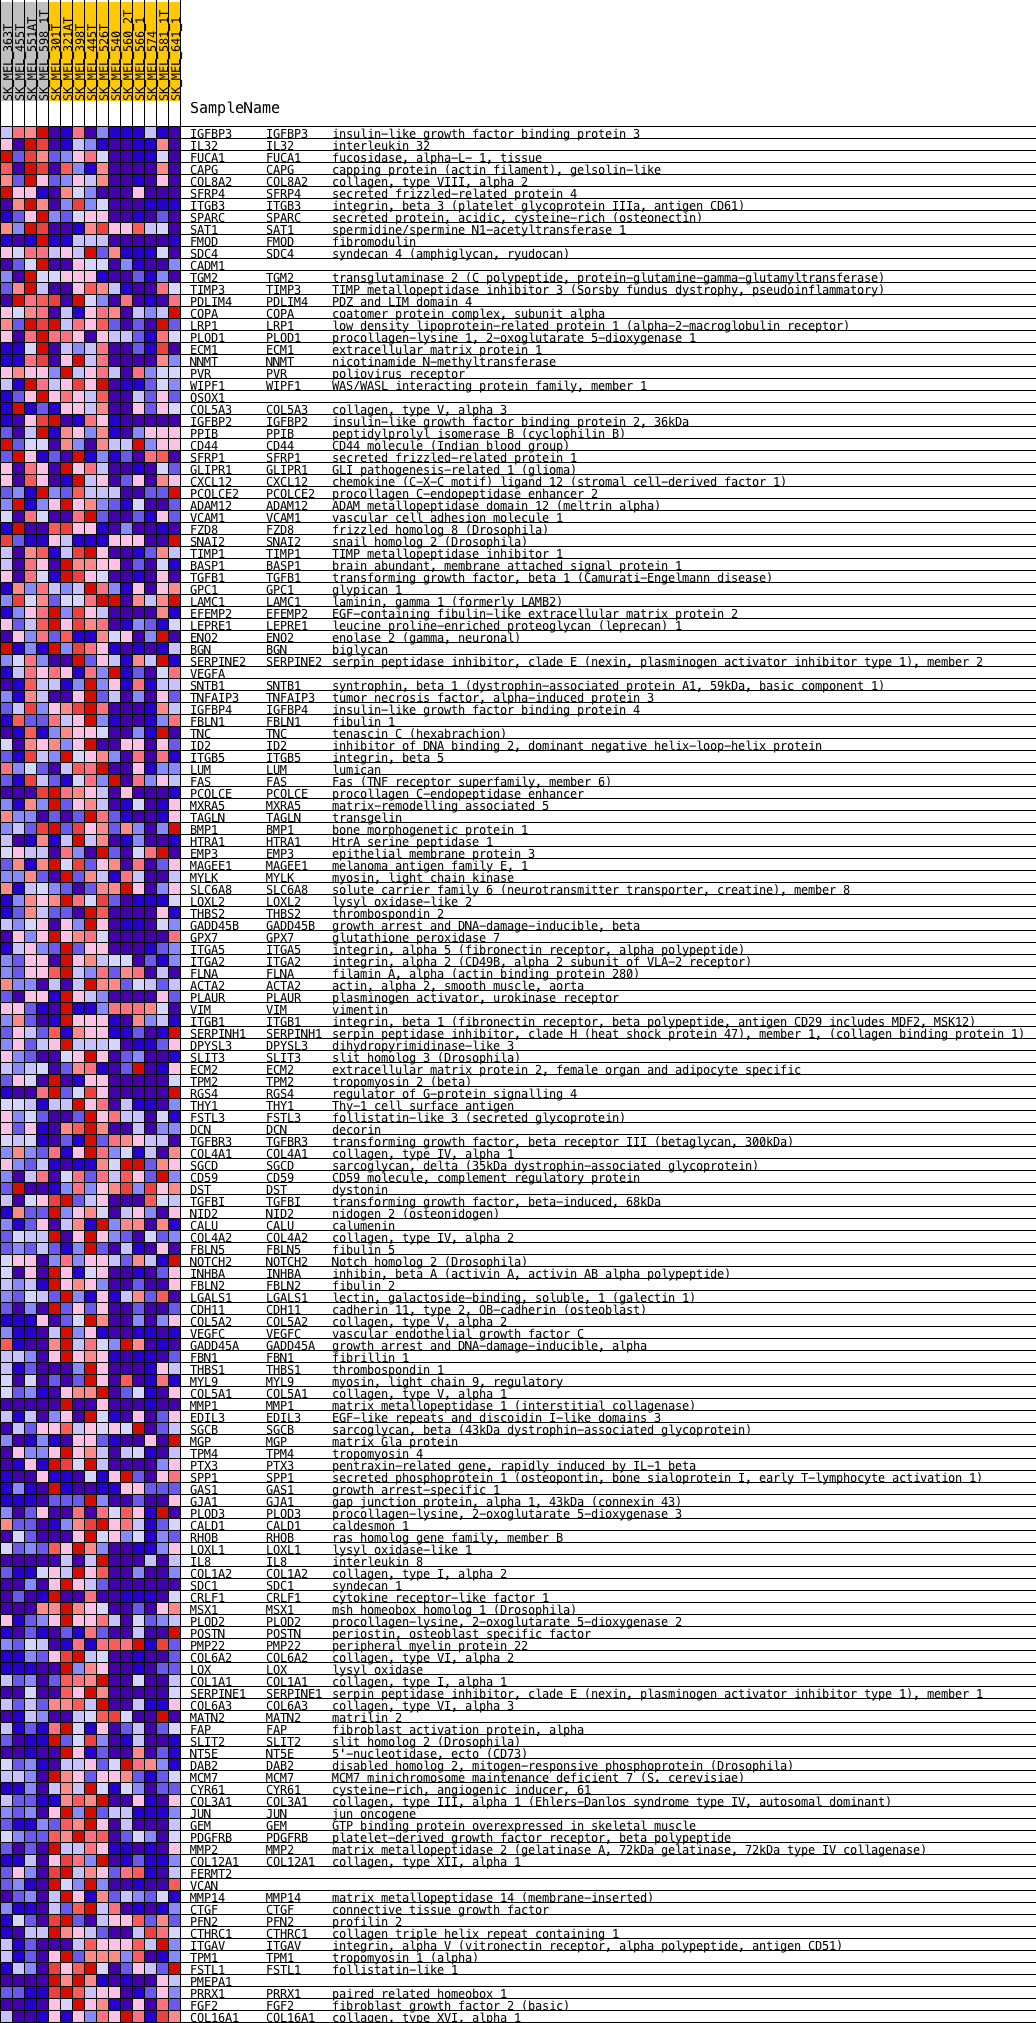 SK_MEL_363T
SK_MEL_455T
SK_MEL_551AT
SK_MEL_598_1T
SK_MEL_301T
SK_MEL_321AT
SK_MEL_398T
SK_MEL_445T
SK_MEL_526T
SK_MEL_540
SK_MEL_560_2T
SK_MEL_566_1
SK_MEL_574
SK_MEL_581_1T
SK_MEL_641_1
SampleName
IGFBP3 IGFBP3 insulin-like growth factor binding protein 3
IL32 IL32 interleukin 32
FUCA1 FUCA1 fucosidase, alpha-L- 1, tissue
CAPG CAPG capping protein (actin filament), gelsolin-like
COL8A2 COL8A2 collagen, type VIII, alpha 2
SFRP4 SFRP4 secreted frizzled-related protein 4
ITGB3 ITGB3 integrin, beta 3 (platelet glycoprotein IIIa, antigen CD61)
SPARC SPARC secreted protein, acidic, cysteine-rich (osteonectin)
SAT1 SAT1 spermidine/spermine N1-acetyltransferase 1
FMOD FMOD fibromodulin
SDC4 SDC4 syndecan 4 (amphiglycan, ryudocan)
CADM1
TGM2 TGM2 transglutaminase 2 (C polypeptide, protein-glutamine-gamma-glutamyltransferase)
TIMP3 TIMP3 TIMP metallopeptidase inhibitor 3 (Sorsby fundus dystrophy, pseudoinflammatory)
PDLIM4 PDLIM4 PDZ and LIM domain 4
COPA COPA coatomer protein complex, subunit alpha
LRP1 LRP1 low density lipoprotein-related protein 1 (alpha-2-macroglobulin receptor)
PLOD1 PLOD1 procollagen-lysine 1, 2-oxoglutarate 5-dioxygenase 1
ECM1 ECM1 extracellular matrix protein 1
NNMT NNMT nicotinamide N-methyltransferase
PVR PVR poliovirus receptor
WIPF1 WIPF1 WAS/WASL interacting protein family, member 1
QSOX1
COL5A3 COL5A3 collagen, type V, alpha 3
IGFBP2 IGFBP2 insulin-like growth factor binding protein 2, 36kDa
PPIB PPIB peptidylprolyl isomerase B (cyclophilin B)
CD44 CD44 CD44 molecule (Indian blood group)
SFRP1 SFRP1 secreted frizzled-related protein 1
GLIPR1 GLIPR1 GLI pathogenesis-related 1 (glioma)
CXCL12 CXCL12 chemokine (C-X-C motif) ligand 12 (stromal cell-derived factor 1)
PCOLCE2 PCOLCE2 procollagen C-endopeptidase enhancer 2
ADAM12 ADAM12 ADAM metallopeptidase domain 12 (meltrin alpha)
VCAM1 VCAM1 vascular cell adhesion molecule 1
FZD8 FZD8 frizzled homolog 8 (Drosophila)
SNAI2 SNAI2 snail homolog 2 (Drosophila)
TIMP1 TIMP1 TIMP metallopeptidase inhibitor 1
BASP1 BASP1 brain abundant, membrane attached signal protein 1
TGFB1 TGFB1 transforming growth factor, beta 1 (Camurati-Engelmann disease)
GPC1 GPC1 glypican 1
LAMC1 LAMC1 laminin, gamma 1 (formerly LAMB2)
EFEMP2 EFEMP2 EGF-containing fibulin-like extracellular matrix protein 2
LEPRE1 LEPRE1 leucine proline-enriched proteoglycan (leprecan) 1
ENO2 ENO2 enolase 2 (gamma, neuronal)
BGN BGN biglycan
SERPINE2 SERPINE2 serpin peptidase inhibitor, clade E (nexin, plasminogen activator inhibitor type 1), member 2
VEGFA
SNTB1 SNTB1 syntrophin, beta 1 (dystrophin-associated protein A1, 59kDa, basic component 1)
TNFAIP3 TNFAIP3 tumor necrosis factor, alpha-induced protein 3
IGFBP4 IGFBP4 insulin-like growth factor binding protein 4
FBLN1 FBLN1 fibulin 1
TNC TNC tenascin C (hexabrachion)
ID2 ID2 inhibitor of DNA binding 2, dominant negative helix-loop-helix protein
ITGB5 ITGB5 integrin, beta 5
LUM LUM lumican
FAS FAS Fas (TNF receptor superfamily, member 6)
PCOLCE PCOLCE procollagen C-endopeptidase enhancer
MXRA5 MXRA5 matrix-remodelling associated 5
TAGLN TAGLN transgelin
BMP1 BMP1 bone morphogenetic protein 1
HTRA1 HTRA1 HtrA serine peptidase 1
EMP3 EMP3 epithelial membrane protein 3
MAGEE1 MAGEE1 melanoma antigen family E, 1
MYLK MYLK myosin, light chain kinase
SLC6A8 SLC6A8 solute carrier family 6 (neurotransmitter transporter, creatine), member 8
LOXL2 LOXL2 lysyl oxidase-like 2
THBS2 THBS2 thrombospondin 2
GADD45B GADD45B growth arrest and DNA-damage-inducible, beta
GPX7 GPX7 glutathione peroxidase 7
ITGA5 ITGA5 integrin, alpha 5 (fibronectin receptor, alpha polypeptide)
ITGA2 ITGA2 integrin, alpha 2 (CD49B, alpha 2 subunit of VLA-2 receptor)
FLNA FLNA filamin A, alpha (actin binding protein 280)
ACTA2 ACTA2 actin, alpha 2, smooth muscle, aorta
PLAUR PLAUR plasminogen activator, urokinase receptor
VIM VIM vimentin
ITGB1 ITGB1 integrin, beta 1 (fibronectin receptor, beta polypeptide, antigen CD29 includes MDF2, MSK12)
SERPINH1 SERPINH1 serpin peptidase inhibitor, clade H (heat shock protein 47), member 1, (collagen binding protein 1)
DPYSL3 DPYSL3 dihydropyrimidinase-like 3
SLIT3 SLIT3 slit homolog 3 (Drosophila)
ECM2 ECM2 extracellular matrix protein 2, female organ and adipocyte specific
TPM2 TPM2 tropomyosin 2 (beta)
RGS4 RGS4 regulator of G-protein signalling 4
THY1 THY1 Thy-1 cell surface antigen
FSTL3 FSTL3 follistatin-like 3 (secreted glycoprotein)
DCN DCN decorin
TGFBR3 TGFBR3 transforming growth factor, beta receptor III (betaglycan, 300kDa)
COL4A1 COL4A1 collagen, type IV, alpha 1
SGCD SGCD sarcoglycan, delta (35kDa dystrophin-associated glycoprotein)
CD59 CD59 CD59 molecule, complement regulatory protein
DST DST dystonin
TGFBI TGFBI transforming growth factor, beta-induced, 68kDa
NID2 NID2 nidogen 2 (osteonidogen)
CALU CALU calumenin
COL4A2 COL4A2 collagen, type IV, alpha 2
FBLN5 FBLN5 fibulin 5
NOTCH2 NOTCH2 Notch homolog 2 (Drosophila)
INHBA INHBA inhibin, beta A (activin A, activin AB alpha polypeptide)
FBLN2 FBLN2 fibulin 2
LGALS1 LGALS1 lectin, galactoside-binding, soluble, 1 (galectin 1)
CDH11 CDH11 cadherin 11, type 2, OB-cadherin (osteoblast)
COL5A2 COL5A2 collagen, type V, alpha 2
VEGFC VEGFC vascular endothelial growth factor C
GADD45A GADD45A growth arrest and DNA-damage-inducible, alpha
FBN1 FBN1 fibrillin 1
THBS1 THBS1 thrombospondin 1
MYL9 MYL9 myosin, light chain 9, regulatory
COL5A1 COL5A1 collagen, type V, alpha 1
MMP1 MMP1 matrix metallopeptidase 1 (interstitial collagenase)
EDIL3 EDIL3 EGF-like repeats and discoidin I-like domains 3
SGCB SGCB sarcoglycan, beta (43kDa dystrophin-associated glycoprotein)
MGP MGP matrix Gla protein
TPM4 TPM4 tropomyosin 4
PTX3 PTX3 pentraxin-related gene, rapidly induced by IL-1 beta
SPP1 SPP1 secreted phosphoprotein 1 (osteopontin, bone sialoprotein I, early T-lymphocyte activation 1)
GAS1 GAS1 growth arrest-specific 1
GJA1 GJA1 gap junction protein, alpha 1, 43kDa (connexin 43)
PLOD3 PLOD3 procollagen-lysine, 2-oxoglutarate 5-dioxygenase 3
CALD1 CALD1 caldesmon 1
RHOB RHOB ras homolog gene family, member B
LOXL1 LOXL1 lysyl oxidase-like 1
IL8 IL8 interleukin 8
COL1A2 COL1A2 collagen, type I, alpha 2
SDC1 SDC1 syndecan 1
CRLF1 CRLF1 cytokine receptor-like factor 1
MSX1 MSX1 msh homeobox homolog 1 (Drosophila)
PLOD2 PLOD2 procollagen-lysine, 2-oxoglutarate 5-dioxygenase 2
POSTN POSTN periostin, osteoblast specific factor
PMP22 PMP22 peripheral myelin protein 22
COL6A2 COL6A2 collagen, type VI, alpha 2
LOX LOX lysyl oxidase
COL1A1 COL1A1 collagen, type I, alpha 1
SERPINE1 SERPINE1 serpin peptidase inhibitor, clade E (nexin, plasminogen activator inhibitor type 1), member 1
COL6A3 COL6A3 collagen, type VI, alpha 3
MATN2 MATN2 matrilin 2
FAP FAP fibroblast activation protein, alpha
SLIT2 SLIT2 slit homolog 2 (Drosophila)
NT5E NT5E 5'-nucleotidase, ecto (CD73)
DAB2 DAB2 disabled homolog 2, mitogen-responsive phosphoprotein (Drosophila)
MCM7 MCM7 MCM7 minichromosome maintenance deficient 7 (S. cerevisiae)
CYR61 CYR61 cysteine-rich, angiogenic inducer, 61
COL3A1 COL3A1 collagen, type III, alpha 1 (Ehlers-Danlos syndrome type IV, autosomal dominant)
JUN JUN jun oncogene
GEM GEM GTP binding protein overexpressed in skeletal muscle
PDGFRB PDGFRB platelet-derived growth factor receptor, beta polypeptide
MMP2 MMP2 matrix metallopeptidase 2 (gelatinase A, 72kDa gelatinase, 72kDa type IV collagenase)
COL12A1 COL12A1 collagen, type XII, alpha 1
FERMT2
VCAN
MMP14 MMP14 matrix metallopeptidase 14 (membrane-inserted)
CTGF CTGF connective tissue growth factor
PFN2 PFN2 profilin 2
CTHRC1 CTHRC1 collagen triple helix repeat containing 1
ITGAV ITGAV integrin, alpha V (vitronectin receptor, alpha polypeptide, antigen CD51)
TPM1 TPM1 tropomyosin 1 (alpha)
FSTL1 FSTL1 follistatin-like 1
PMEPA1
PRRX1 PRRX1 paired related homeobox 1
FGF2 FGF2 fibroblast growth factor 2 (basic)
COL16A1 COL16A1 collagen, type XVI, alpha 1